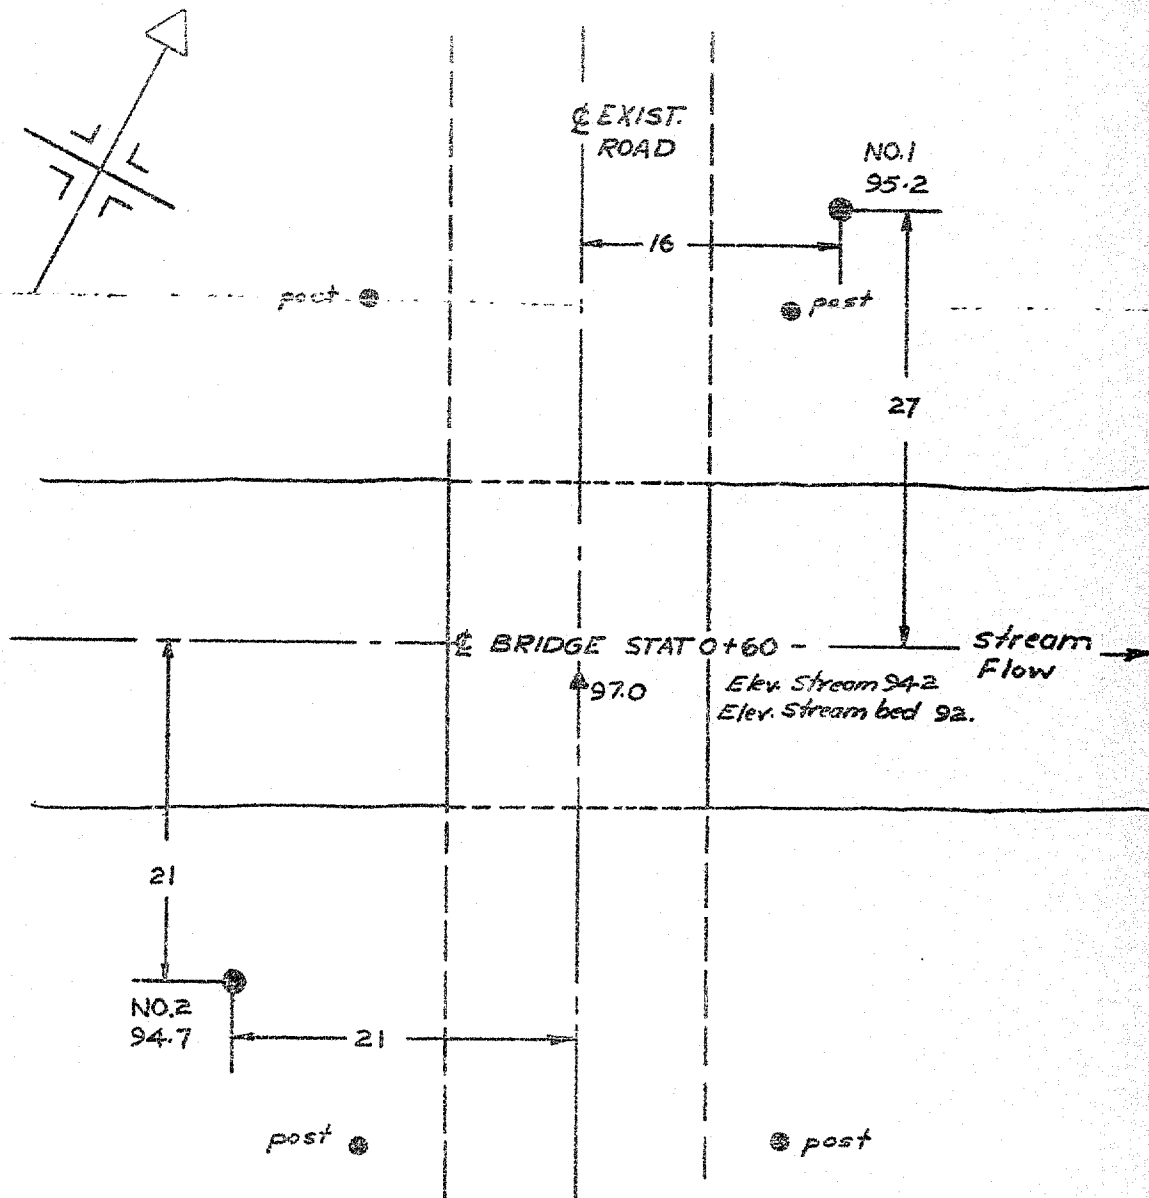 ℄ EXIST.
ROAD
NO.1
95.2
16
post
post
27
℄ BRIDGE STAT 0+60
stream
Flow
97.0
Elev. Stream 94.2
Elev. Stream bed 92.
21
NO.2
94.7
21
post
post